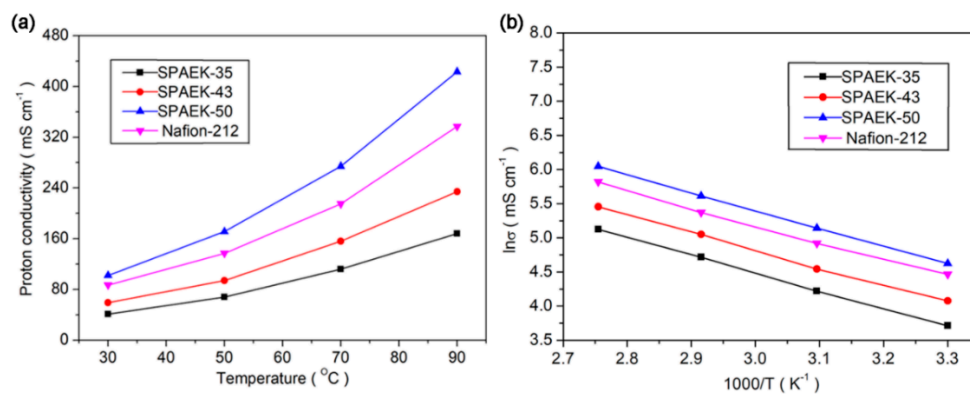 (a)
Proton conductivity ( mS cm⁻¹ )
480
400
320
240
160
80
0
SPAEK-35
SPAEK-43
SPAEK-50
Nafion-212
30 40 50 60 70 80 90
Temperature ( °C )
(b)
lnσ ( mS cm⁻¹ )
8.0
7.5
7.0
6.5
6.0
5.5
5.0
4.5
4.0
3.5
SPAEK-35
SPAEK-43
SPAEK-50
Nafion-212
2.7 2.8 2.9 3.0 3.1 3.2 3.3
1000/T ( K⁻¹ )